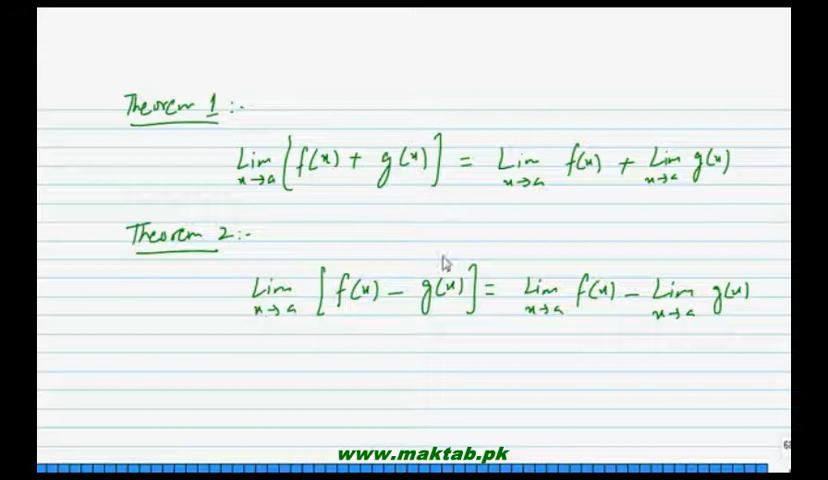 Theorem 1:-
Lim x→a [f(x) + g(x)] = Lim x→a f(x) + Lim x→a g(x)
Theorem 2:-
Lim x→a [f(x) - g(x)] = Lim x→a f(x) - Lim x→a g(x)
www.maktab.pk